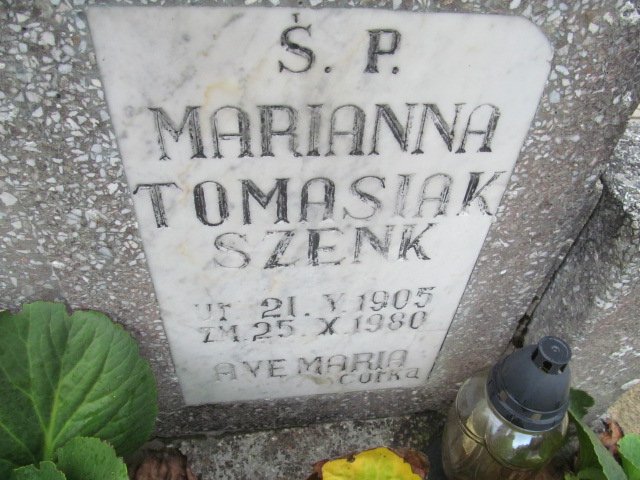 Ś. P.
MARIANNA
TOMASIAK
SZENK
UR 21. V. 1905
ZM 25. X. 1980
AVE MARIA
CÓRKA